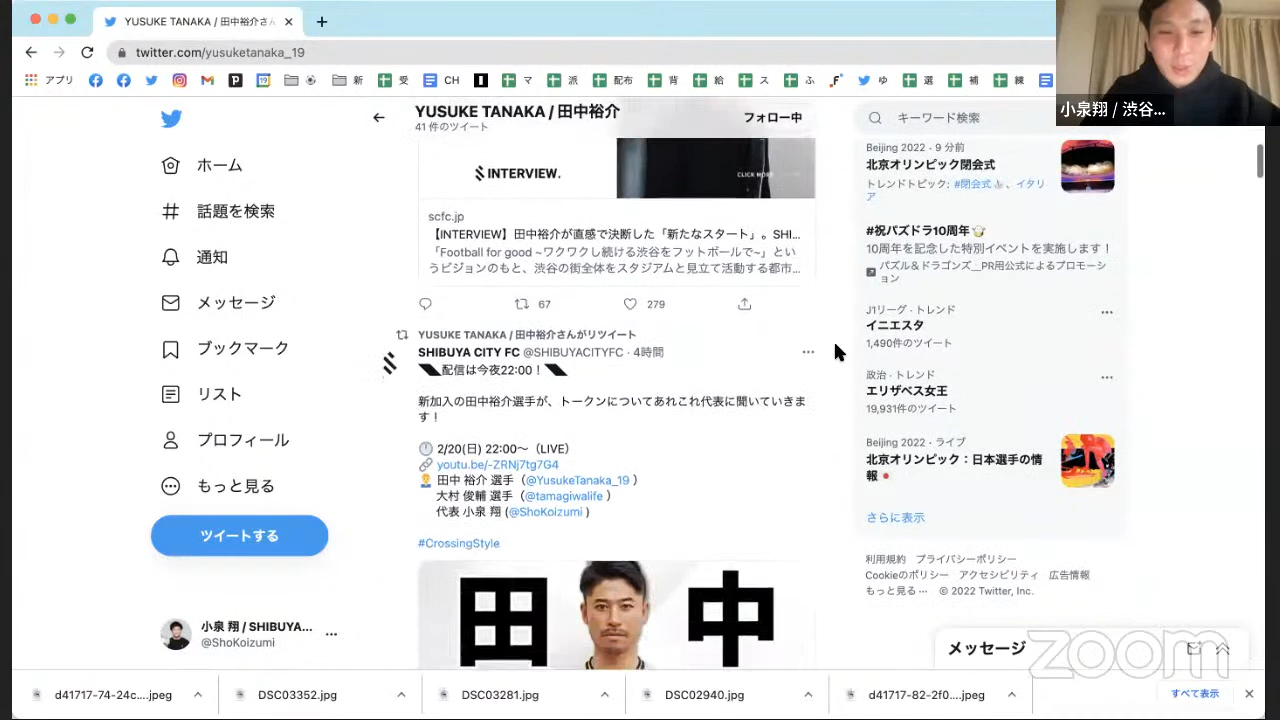 YUSUKE TANAKA / 田中裕介さん
twitter.com/yusuketanaka_19
アプリ
新
受
CH
マ
派
配布
背
給
ス
ふ
ゆ
選
補
練
小泉翔 / 渋谷...
YUSUKE TANAKA / 田中裕介
41 件のツイート
フォロー中
キーワード検索
ホーム
話題を検索
通知
メッセージ
ブックマーク
リスト
プロフィール
もっと見る
ツイートする
小泉 翔 / SHIBUYA...
@ShoKoizumi
INTERVIEW.
CLICK MORE
scfc.jp
【INTERVIEW】田中裕介が直感で決断した「新たなスタート」。SHI...
「Football for good ~ワクワクし続ける渋谷をフットボールで~」とい
うビジョンのもと、渋谷の街全体をスタジアムと見立て活動する都市...
67
279
YUSUKE TANAKA / 田中裕介さんがリツイート
SHIBUYA CITY FC @SHIBUYACITYFC · 4時間
配信は今夜22:00！
新加入の田中裕介選手が、トークンについてあれこれ代表に聞いていきま
す！
2/20(日) 22:00〜（LIVE）
youtu.be/-ZRNj7tg7G4
田中 裕介 選手（@YusukeTanaka_19 ）
大村 俊輔 選手（@tamagiwalife ）
代表 小泉 翔 (@ShoKoizumi )
#CrossingStyle
田 中
Beijing 2022 · 9 分前
北京オリンピック閉会式
トレンドトピック: #閉会式、イタリ
ア
#祝パズドラ10周年
10周年を記念した特別イベントを実施します！
パズル＆ドラゴンズ__PR用公式によるプロモーシ
ョン
J1リーグ · トレンド
イニエスタ
1,490件のツイート
政治 · トレンド
エリザベス女王
19,931件のツイート
Beijing 2022 · ライブ
北京オリンピック：日本選手の情
報
さらに表示
利用規約 プライバシーポリシー
Cookieのポリシー アクセシビリティ 広告情報
もっと見る ··· © 2022 Twitter, Inc.
メッセージ
zoom
d41717-74-24c....jpeg
DSC03352.jpg
DSC03281.jpg
DSC02940.jpg
d41717-82-2f0....jpeg
すべて表示